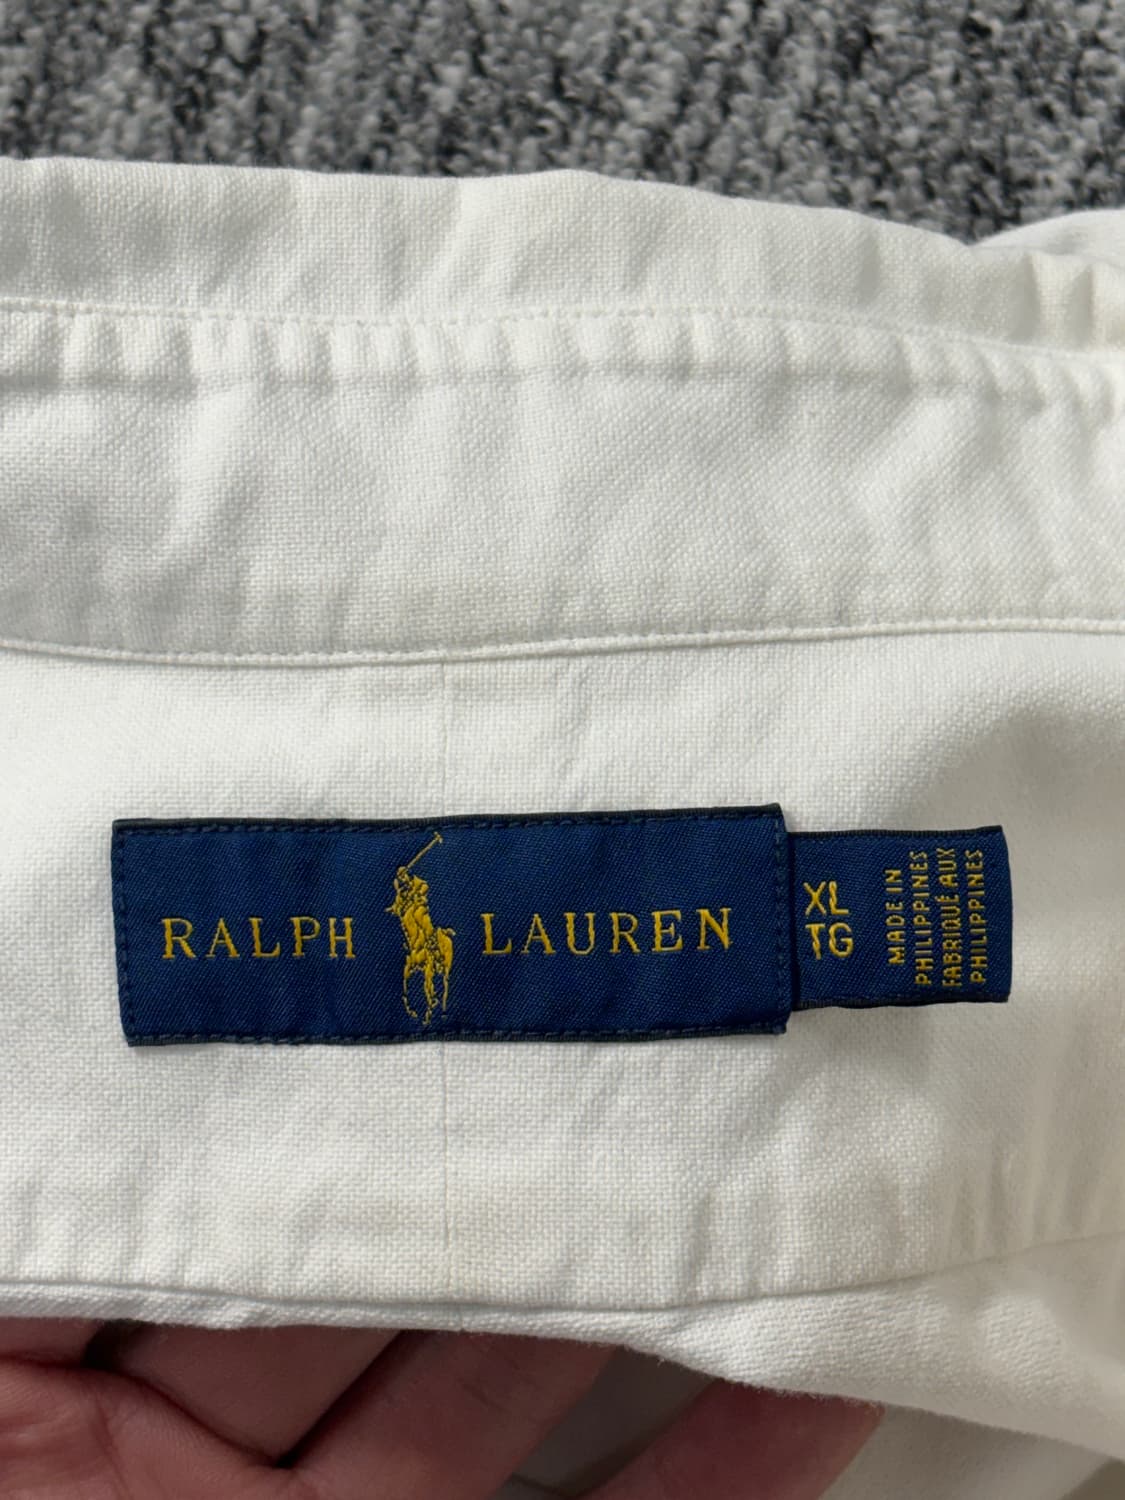 RALPH LAUREN
XL
TG
MADE IN
PHILIPPINES
FABRIQUÉ AUX
PHILIPPINES